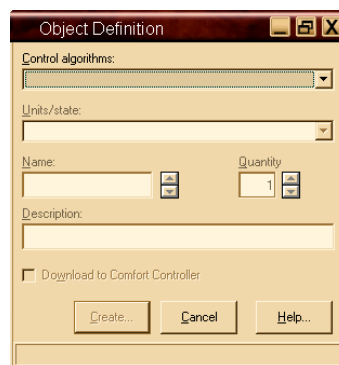 Object Definition
Control algorithms:
Units/state:
Name: Quantity
1
Description:
Download to Comfort Controller
Create... Cancel Help...